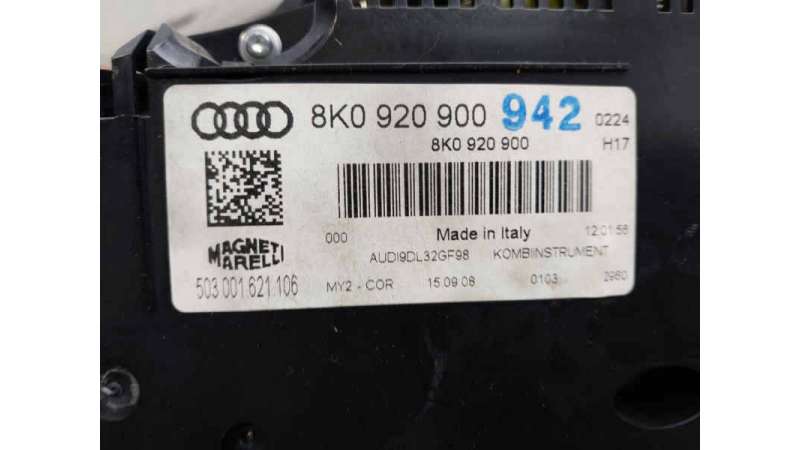 8K0 920 900 942 0224
8K0 920 900 H17
000 Made in Italy 12:01:56
MAGNETI MARELLI
AUDI9DL32GF98 KOMBIINSTRUMENT
503.001.621.106 MY2 - COR 15.09.08 0103 2960